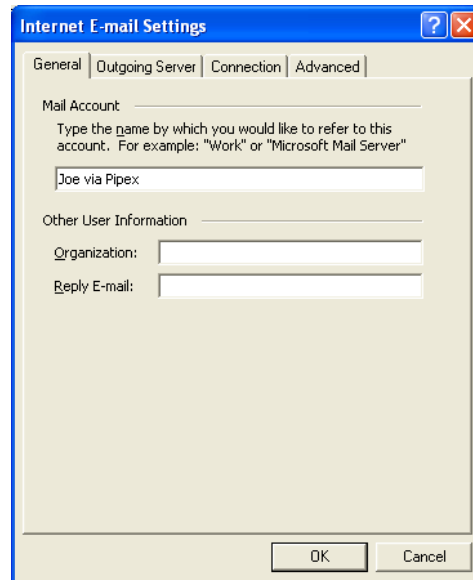 Internet E-mail Settings
General Outgoing Server Connection Advanced
Mail Account
Type the name by which you would like to refer to this
account. For example: "Work" or "Microsoft Mail Server"
Joe via Pipex
Other User Information
Organization:
Reply E-mail:
OK Cancel